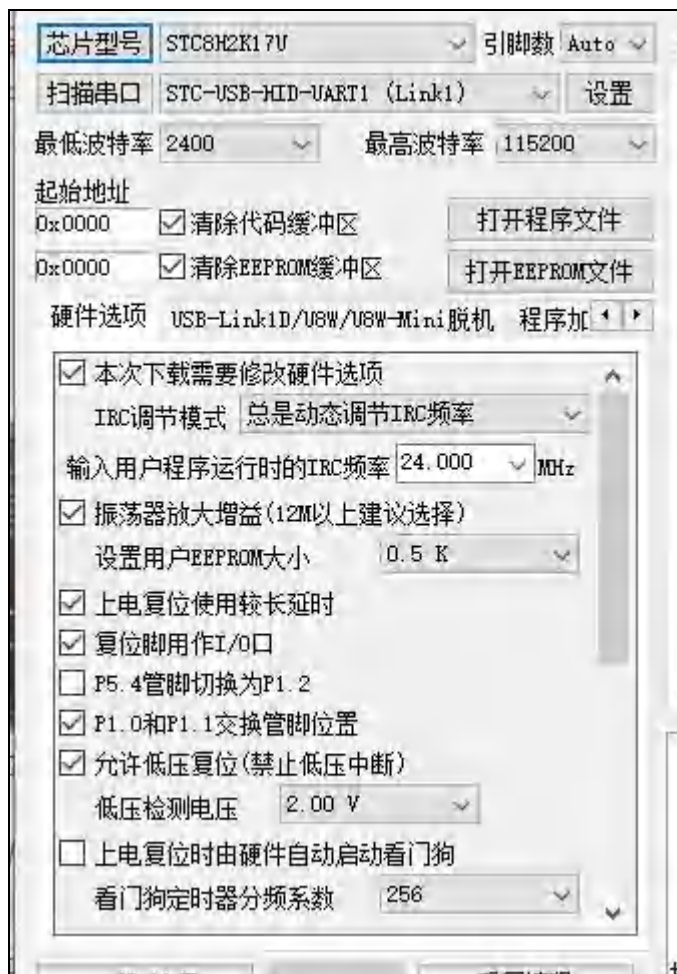 芯片型号 STC8H2K17U 引脚数 Auto
扫描串口 STC-USB-HID-UART1 (Link1) 设置
最低波特率 2400 最高波特率 115200
起始地址
0x0000 清除代码缓冲区 打开程序文件
0x0000 清除EEPROM缓冲区 打开EEPROM文件
硬件选项 USB-Link1D/U8W/U8W-Mini脱机 程序加
本次下载需要修改硬件选项
IRC调节模式 总是动态调节IRC频率
输入用户程序运行时的IRC频率 24.000 MHz
振荡器放大增益(12M以上建议选择)
设置用户EEPROM大小 0.5 K
上电复位使用较长延时
复位脚用作I/O口
P5.4管脚切换为P1.2
P1.0和P1.1交换管脚位置
允许低压复位(禁止低压中断)
低压检测电压 2.00 V
上电复位时由硬件自动启动看门狗
看门狗定时器分频系数 256